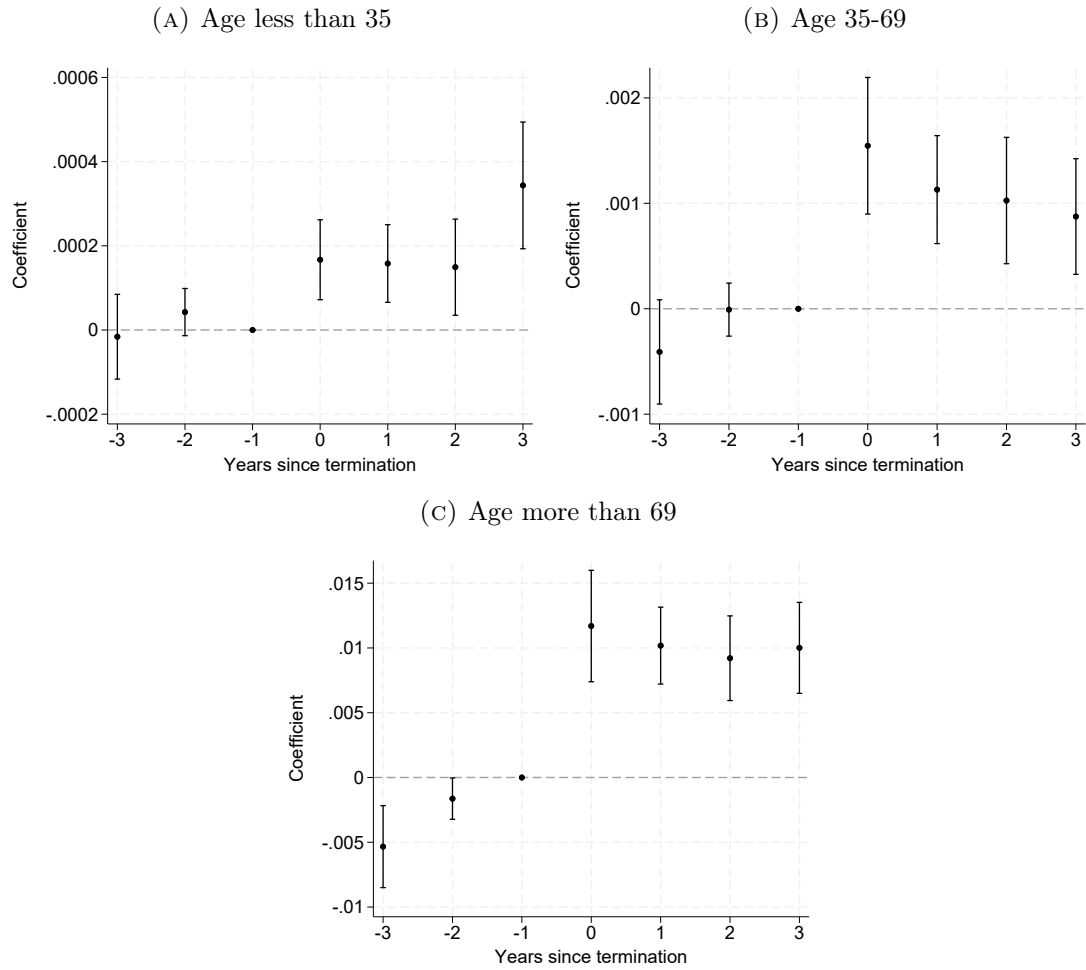 (A) Age less than 35
.0006
.0004
.0002
0
-.0002
Coefficient
-3 -2 -1 0 1 2 3
Years since termination
(B) Age 35-69
.002
.001
0
-.001
Coefficient
-3 -2 -1 0 1 2 3
Years since termination
(C) Age more than 69
.015
.01
.005
0
-.005
-.01
Coefficient
-3 -2 -1 0 1 2 3
Years since termination